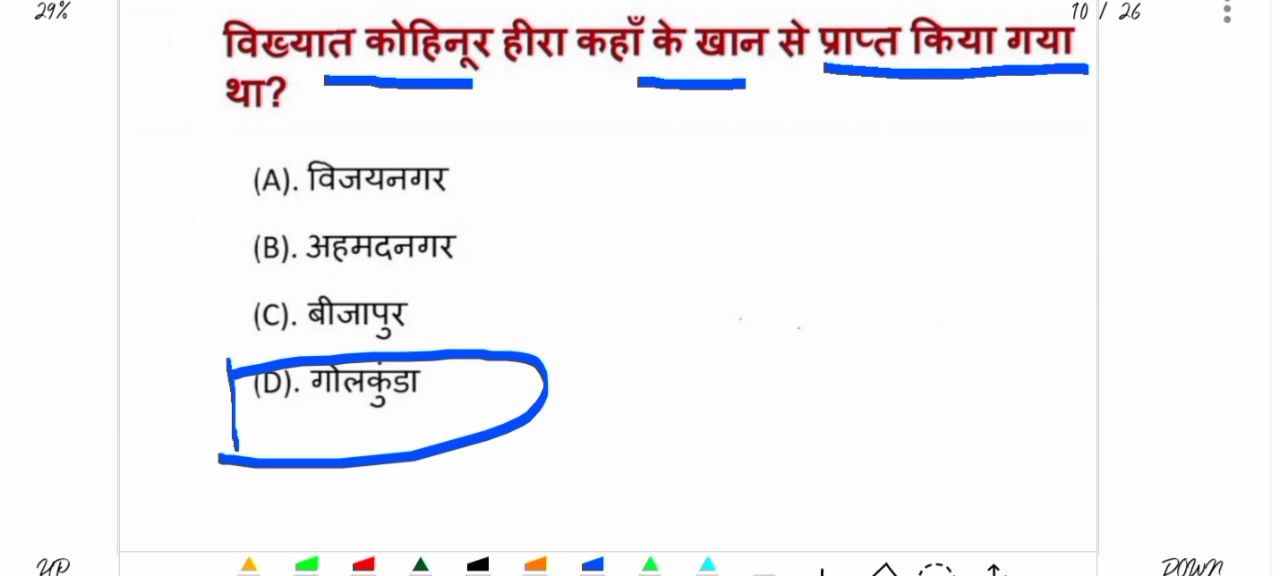 29%
10 / 26
विख्यात कोहिनूर हीरा कहाँ के खान से प्राप्त किया गया
था?
(A). विजयनगर
(B). अहमदनगर
(C). बीजापुर
(D). गोलकुंडा
UP
DOWN